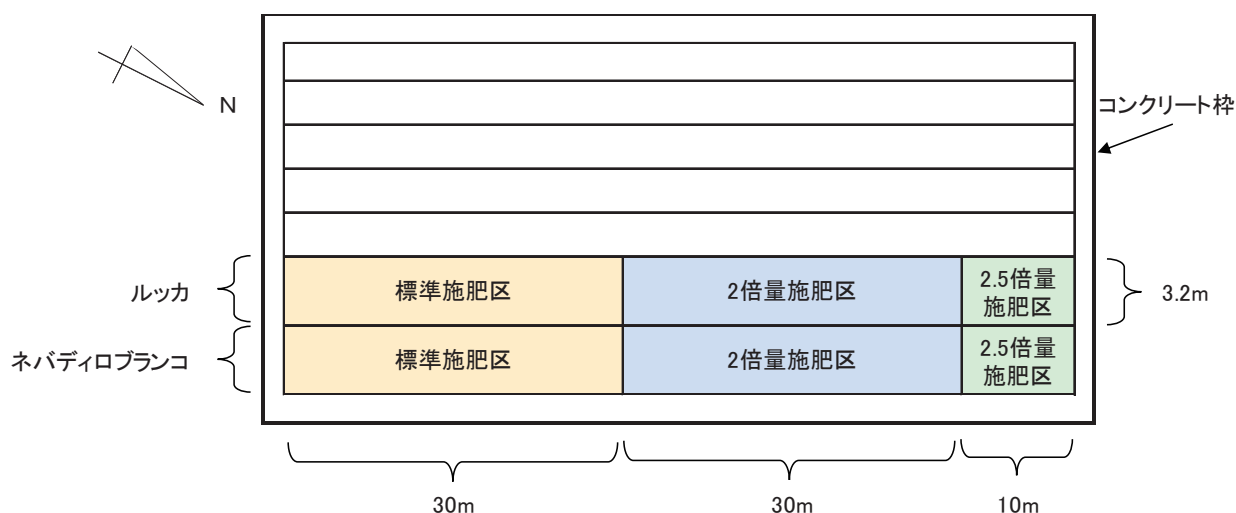 N
コンクリート枠
ルッカ
標準施肥区
2倍量施肥区
2.5倍量
施肥区
3.2m
ネバディロブランコ
標準施肥区
2倍量施肥区
2.5倍量
施肥区
30m
30m
10m